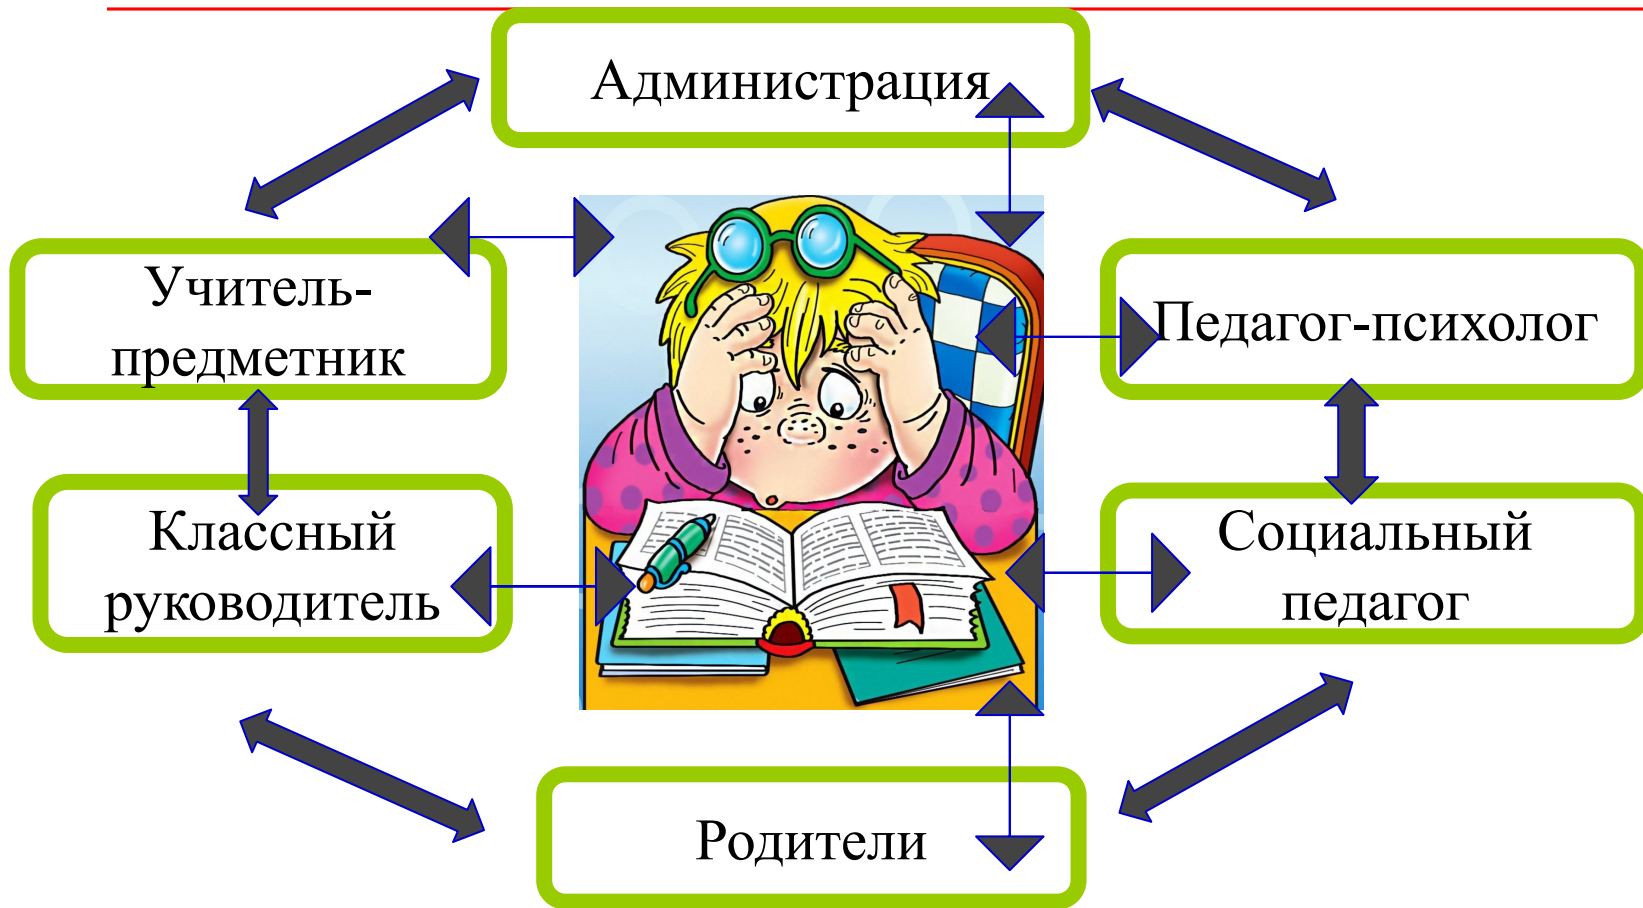 Администрация
Учитель-
предметник
Педагог-психолог
Классный
руководитель
Социальный
педагог
Родители